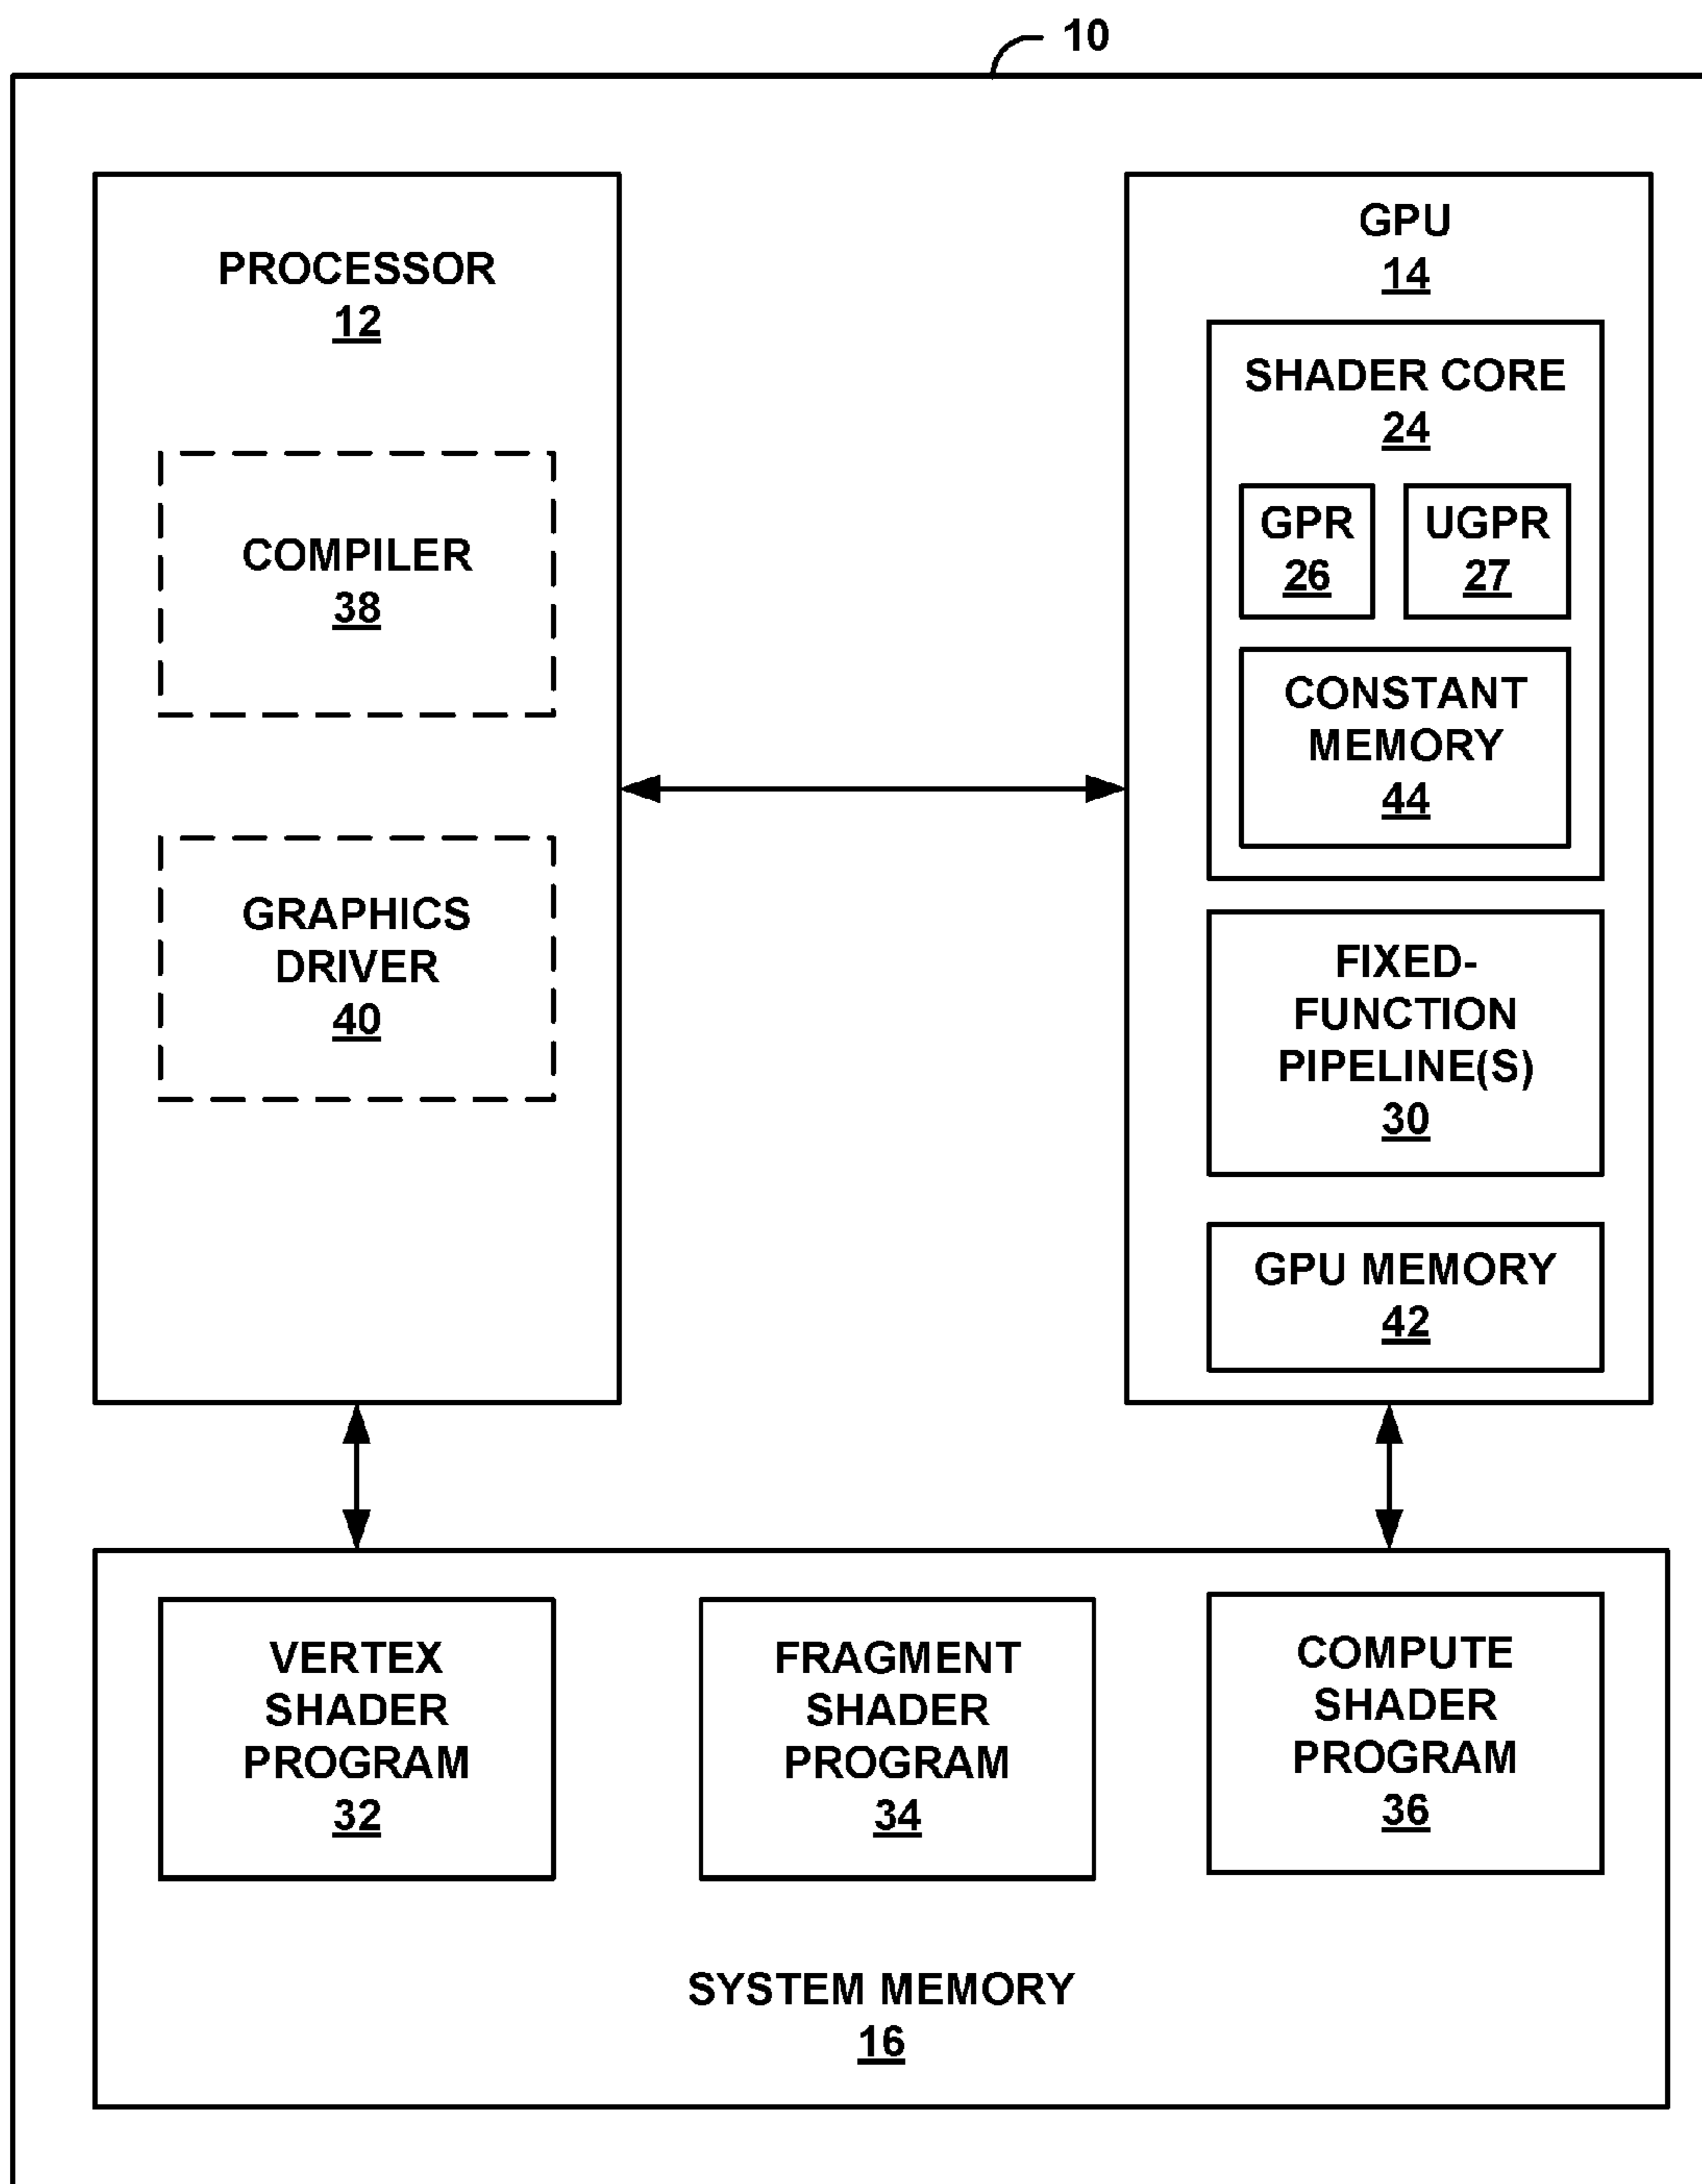 10
PROCESSOR
12
COMPILER
38
GRAPHICS
DRIVER
40
GPU
14
SHADER CORE
24
GPR
26
UGPR
27
CONSTANT
MEMORY
44
FIXED-
FUNCTION
PIPELINE(S)
30
GPU MEMORY
42
VERTEX
SHADER
PROGRAM
32
FRAGMENT
SHADER
PROGRAM
34
COMPUTE
SHADER
PROGRAM
36
SYSTEM MEMORY
16